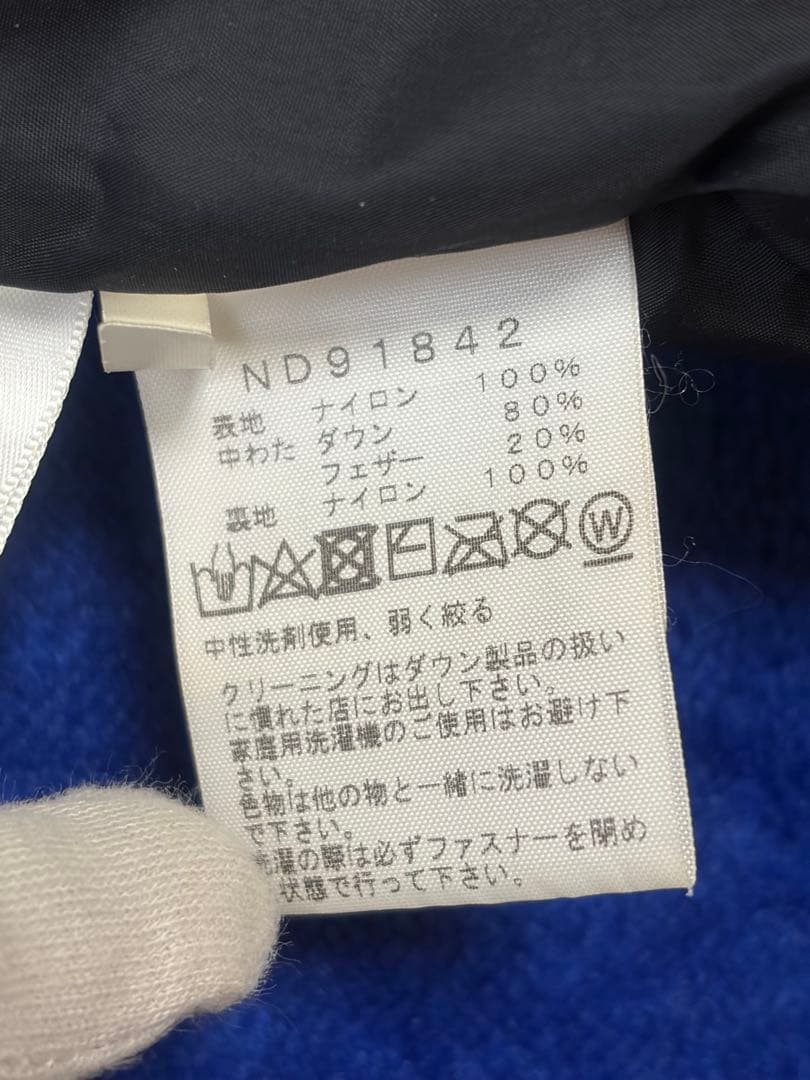 ND91842
表地 ナイロン 100%
中わた ダウン 80%
フェザー 20%
裏地 ナイロン 100%
W
中性洗剤使用、弱く絞る
クリーニングはダウン製品の扱い
に慣れた店にお出し下さい。
家庭用洗濯機のご使用はお避け下
さい。
色物は他の物と一緒に洗濯しない
で下さい。
洗濯の際は必ずファスナーを閉め
状態で行って下さい。